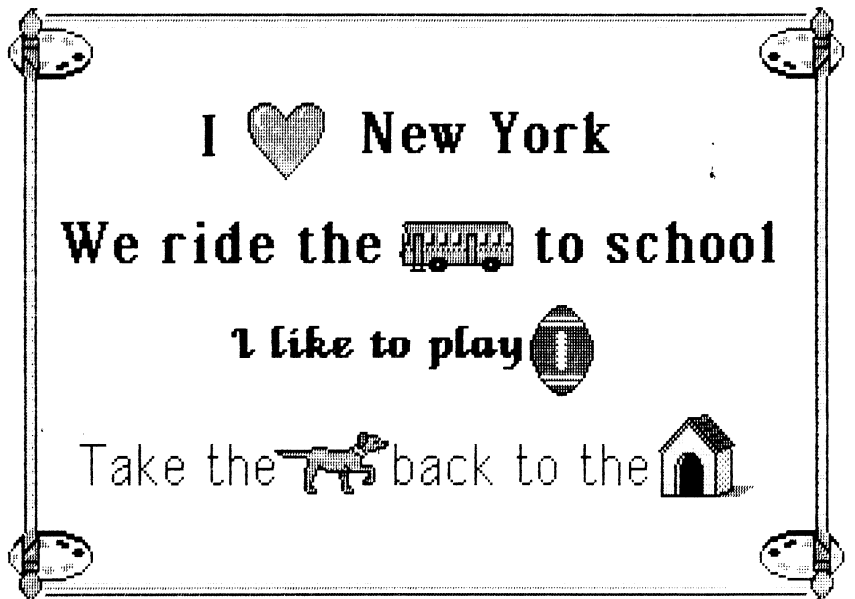 I New York
We ride the to school
I like to play
Take the back to the